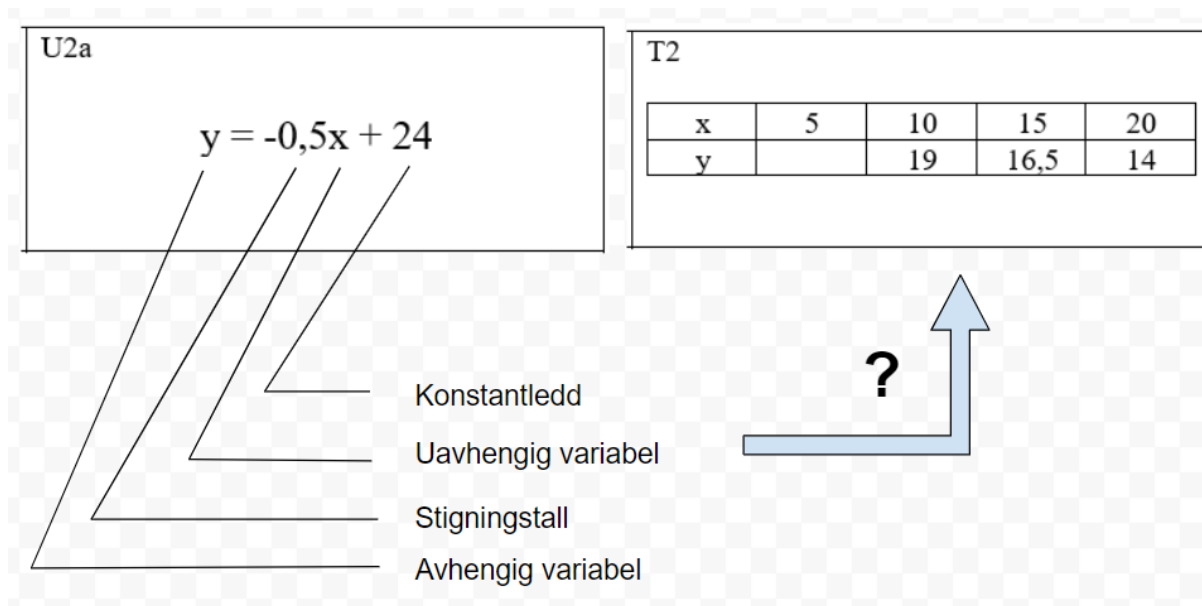 U2a
y = -0,5x + 24
T2
x 5 10 15 20
y 19 16,5 14
?
Konstantledd
Uavhengig variabel
Stigningstall
Avhengig variabel